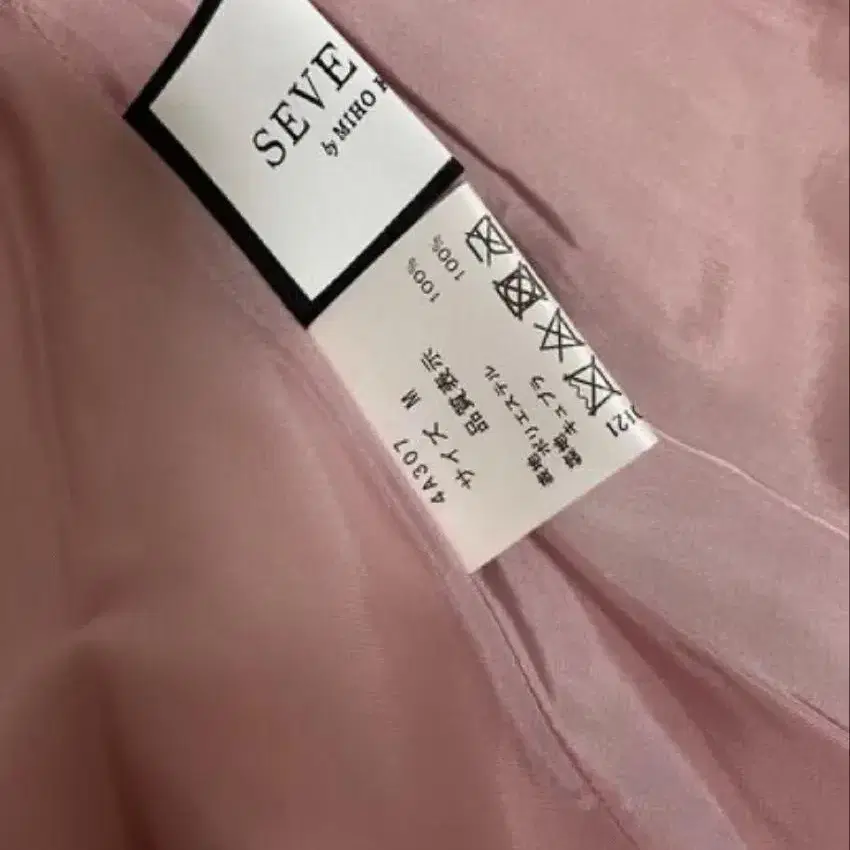 SEVE
by MIHO
4A307
サイズ M
品質表示
表地 ポリエステル 100%
裏地 キュプラ 100%